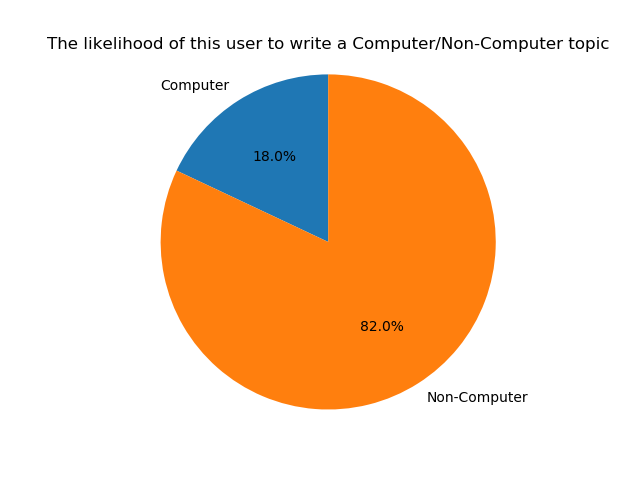 The likelihood of this user to write a Computer/Non-Computer topic
Computer
18.0%
82.0%
Non-Computer